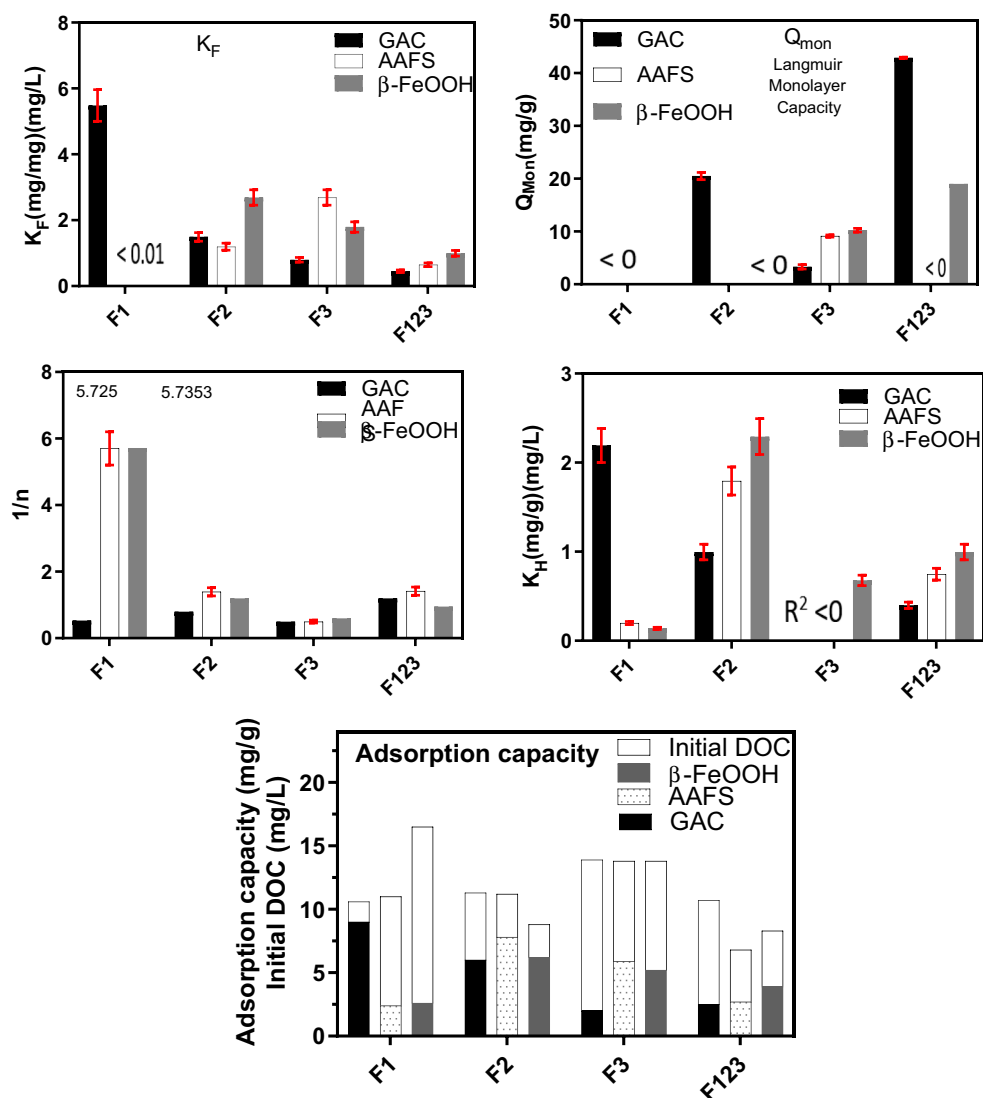 K_F
GAC
AAFS
β-FeOOH
K_F(mg/mg)(mg/L)
8
6
4
2
0
< 0.01
F1
F2
F3
F123
Q_mon
Langmuir
Monolayer
Capacity
GAC
AAFS
β-FeOOH
Q_Mon(mg/g)
50
40
30
20
10
0
< 0
< 0
<0
F1
F2
F3
F123
5.725
5.7353
GAC
AAF
S
β-FeOOH
1/n
8
6
4
2
0
F1
F2
F3
F123
GAC
AAFS
β-FeOOH
K_H(mg/g)(mg/L)
3
2
1
0
R² <0
F1
F2
F3
F123
Adsorption capacity
Initial DOC
β-FeOOH
AAFS
GAC
Adsorption capacity (mg/g)
Initial DOC (mg/L)
20
15
10
5
0
F1
F2
F3
F123